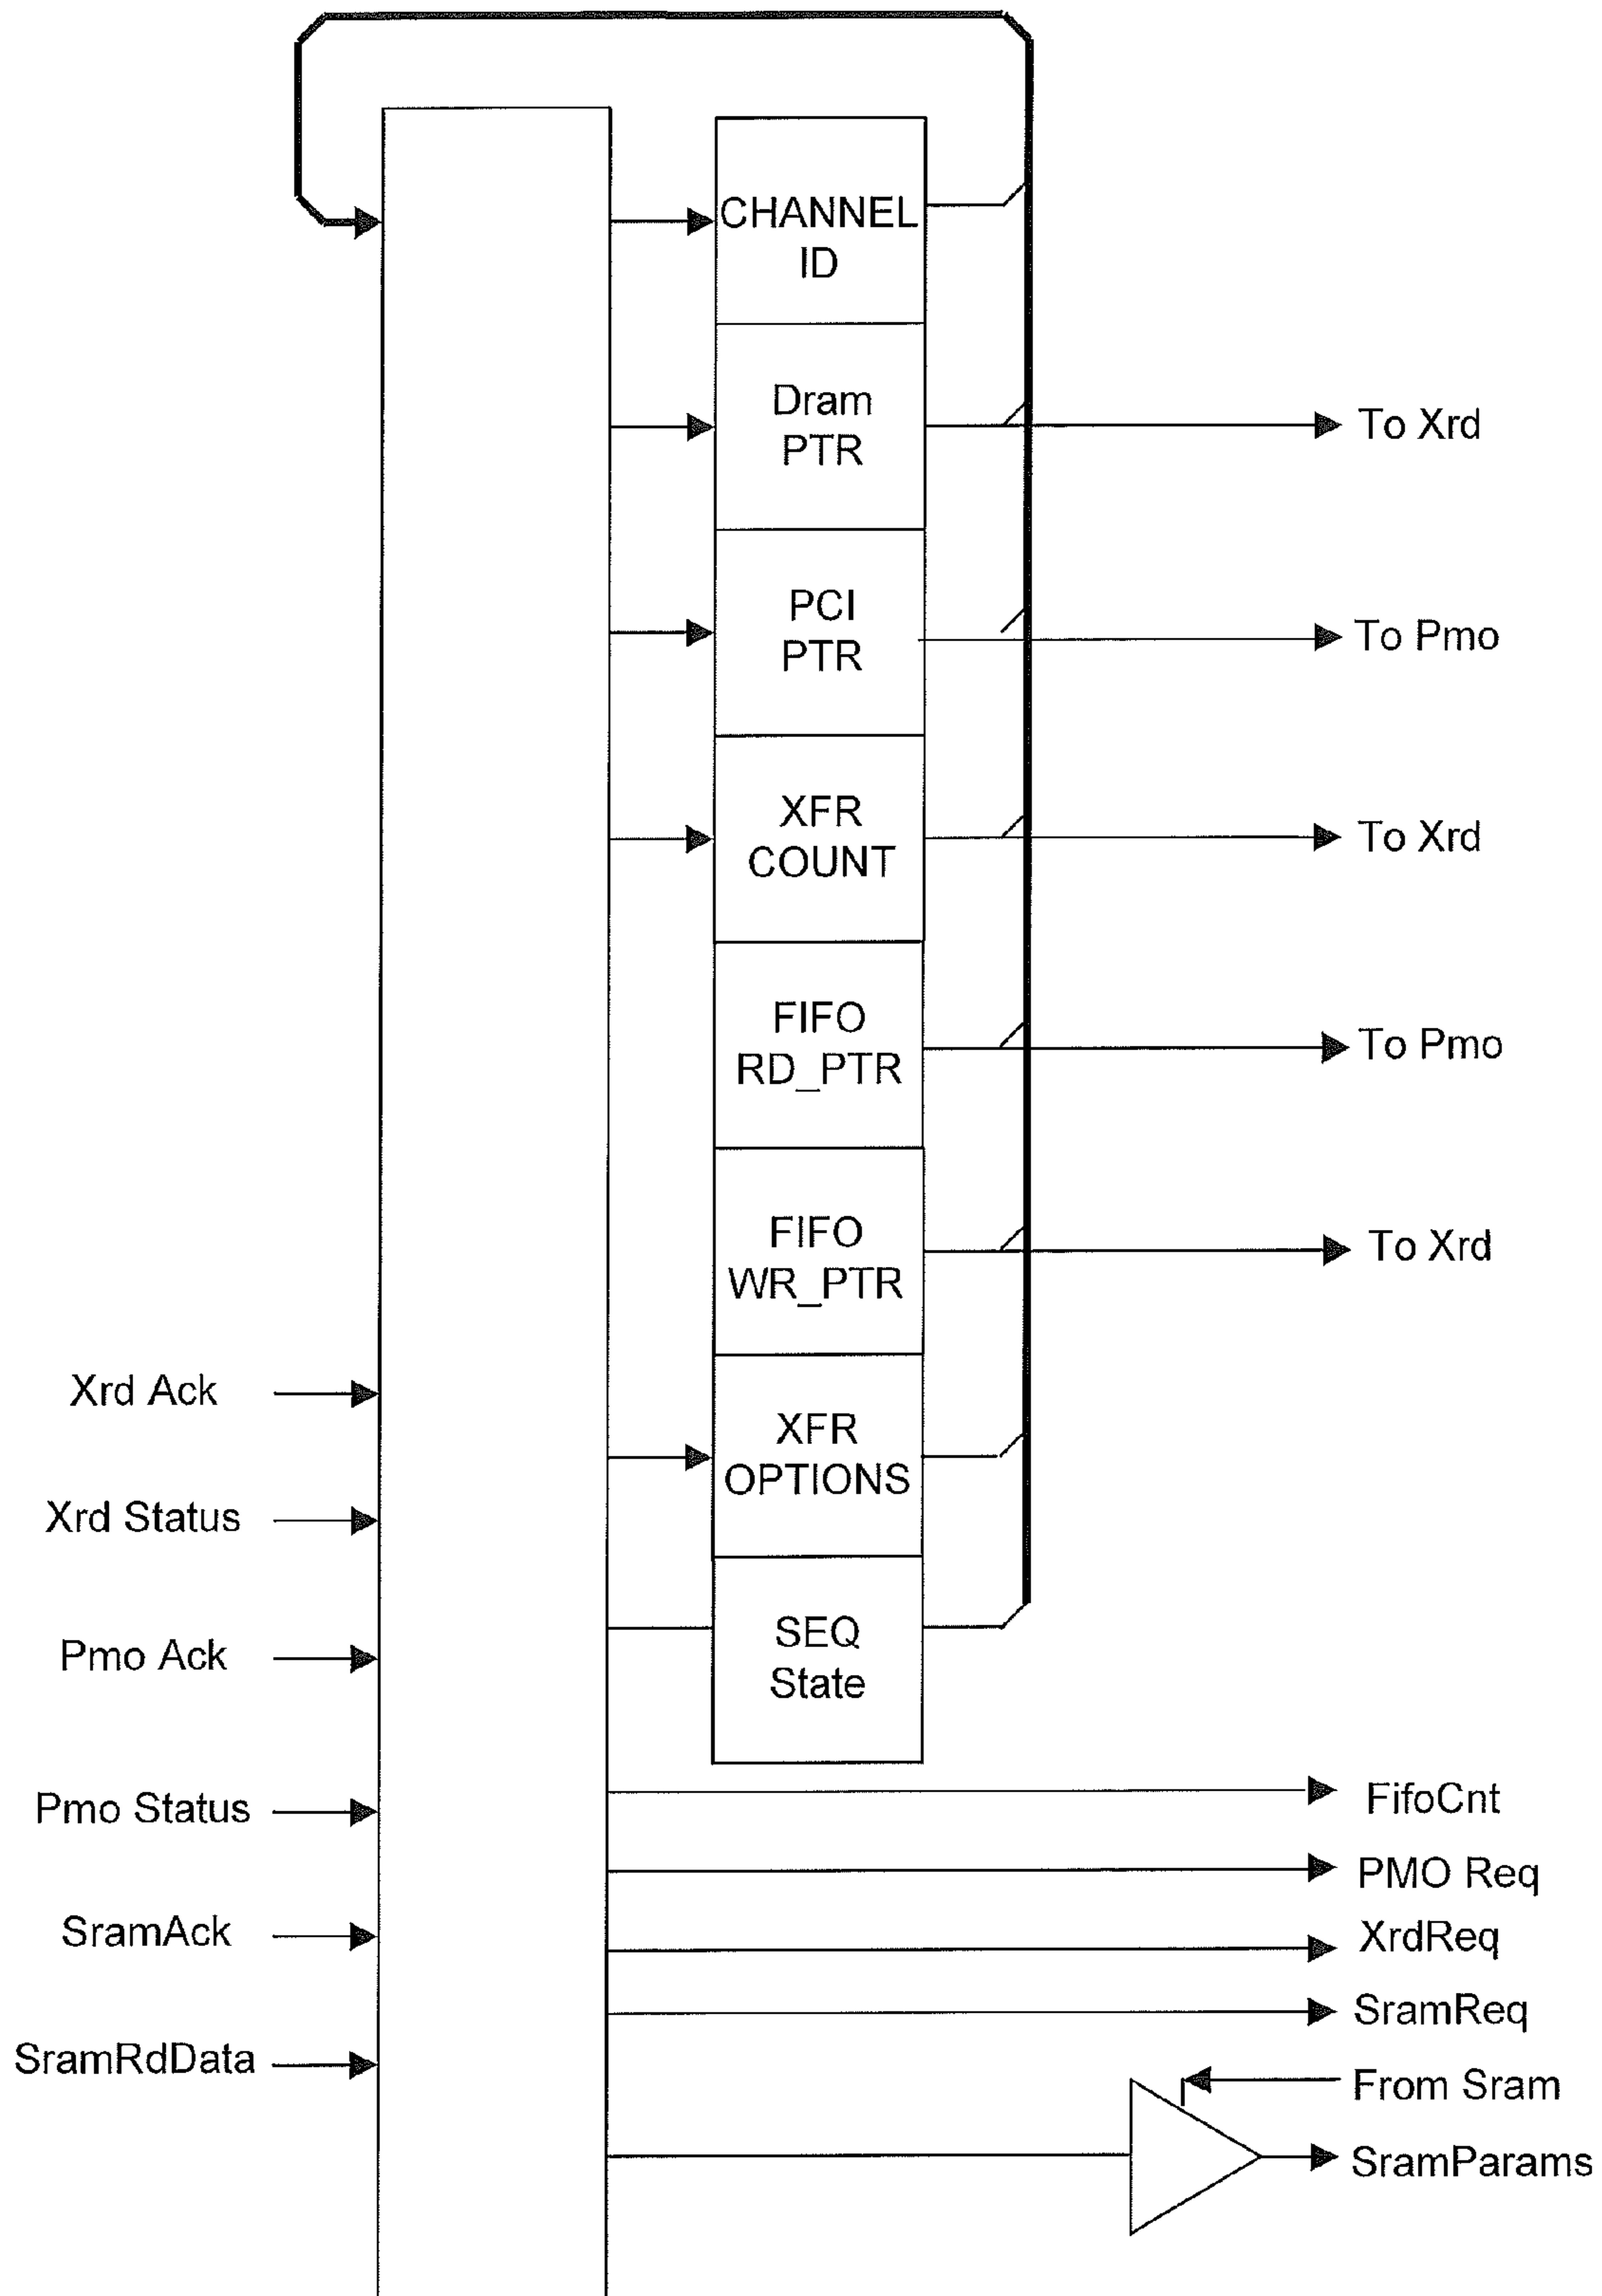 CHANNEL
ID
Dram
PTR
To Xrd
PCI
PTR
To Pmo
XFR
COUNT
To Xrd
FIFO
RD_PTR
To Pmo
FIFO
WR_PTR
To Xrd
Xrd Ack
XFR
OPTIONS
Xrd Status
SEQ
State
Pmo Ack
Pmo Status
FifoCnt
PMO Req
SramAck
XrdReq
SramReq
SramRdData
From Sram
SramParams